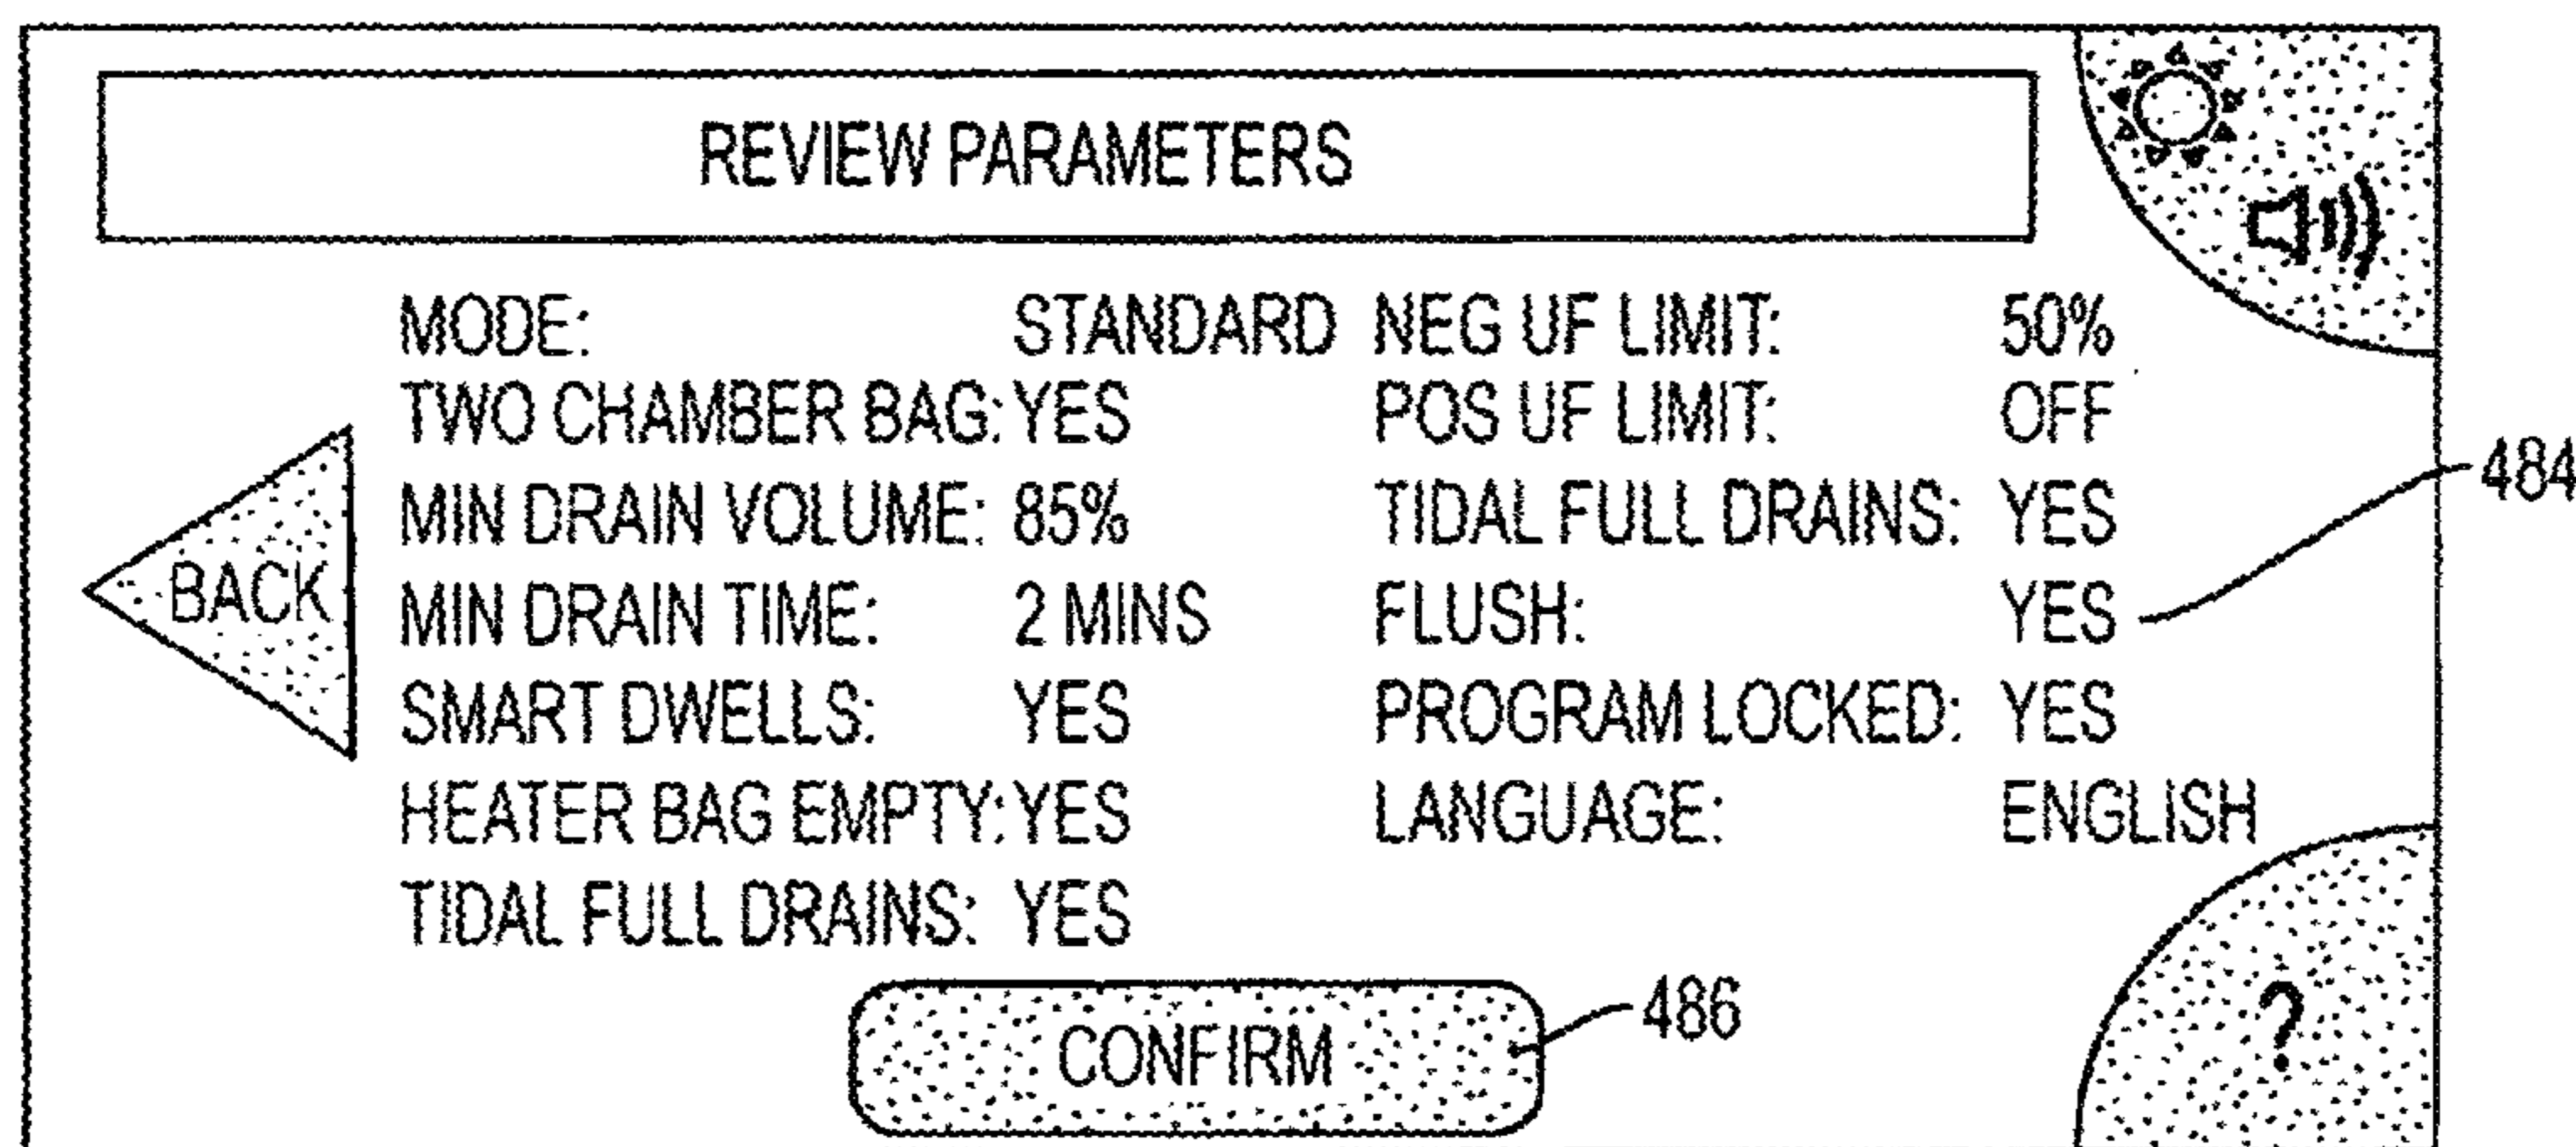 REVIEW PARAMETERS
MODE: STANDARD NEG UF LIMIT: 50%
TWO CHAMBER BAG: YES POS UF LIMIT: OFF
MIN DRAIN VOLUME: 85% TIDAL FULL DRAINS: YES
484
BACK
MIN DRAIN TIME: 2 MINS FLUSH: YES
SMART DWELLS: YES PROGRAM LOCKED: YES
HEATER BAG EMPTY: YES LANGUAGE: ENGLISH
TIDAL FULL DRAINS: YES
CONFIRM
486
?